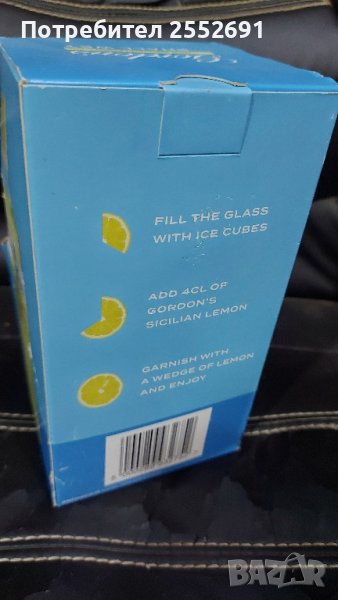 Потребител 2552691
FILL THE GLASS
WITH ICE CUBES
ADD 4CL OF
GORDON'S
SICILIAN LEMON
GARNISH WITH
A WEDGE OF LEMON
AND ENJOY
BAZAR